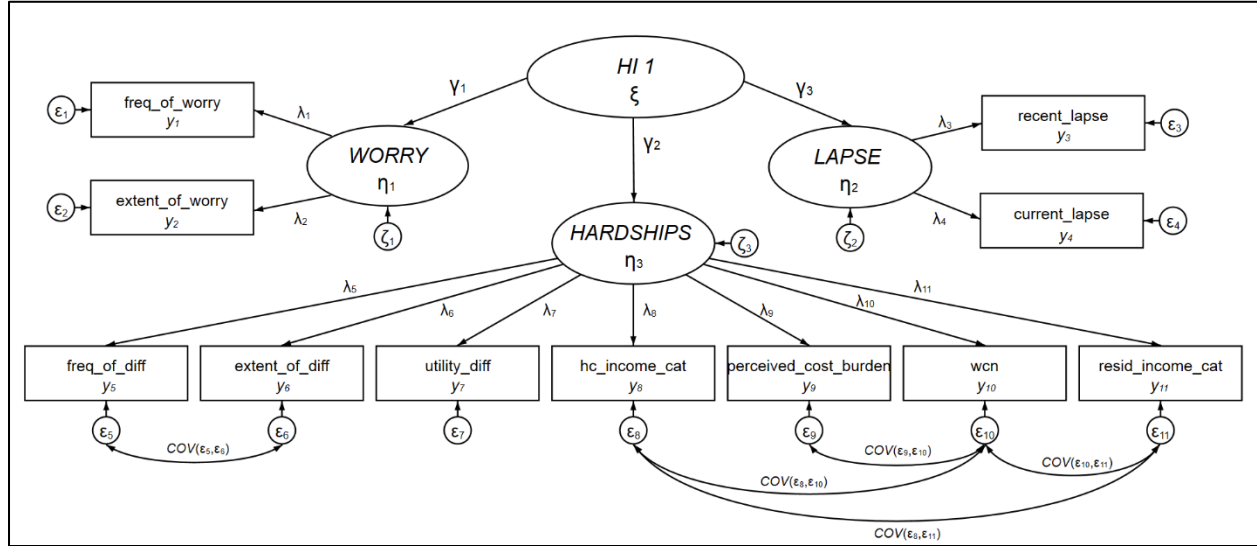 HI 1
ξ
γ1
γ2
γ3
freq_of_worry
y1
ε1
λ1
extent_of_worry
y2
ε2
λ2
WORRY
η1
ζ1
LAPSE
η2
ζ2
recent_lapse
y3
ε3
λ3
current_lapse
y4
ε4
λ4
HARDSHIPS
η3
ζ3
λ5
λ6
λ7
λ8
λ9
λ10
λ11
freq_of_diff
y5
extent_of_diff
y6
utility_diff
y7
hc_income_cat
y8
perceived_cost_burden
y9
wcn
y10
resid_income_cat
y11
ε5
ε6
ε7
ε8
ε9
ε10
ε11
COV(ε5,ε6)
COV(ε9,ε10)
COV(ε10,ε11)
COV(ε8,ε10)
COV(ε8,ε11)